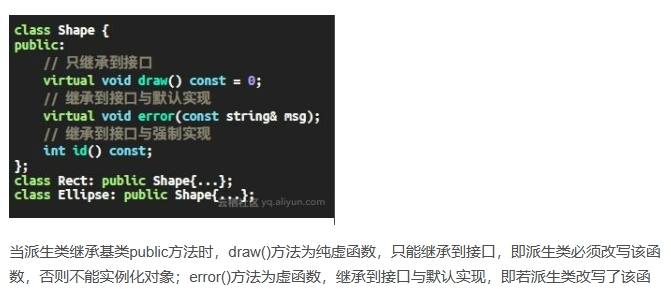 class Shape {
public:
// 只继承到接口
virtual void draw() const = 0;
// 继承到接口与默认实现
virtual void error(const string& msg);
// 继承到接口与强制实现
int id() const;
};
class Rect: public Shape{...};
class Ellipse: public Shape{...};
云栖社区 yq.aliyun.com
当派生类继承基类public方法时，draw()方法为纯虚函数，只能继承到接口，即派生类必须改写该函
数，否则不能实例化对象；error()方法为虚函数，继承到接口与默认实现，即若派生类改写了该函